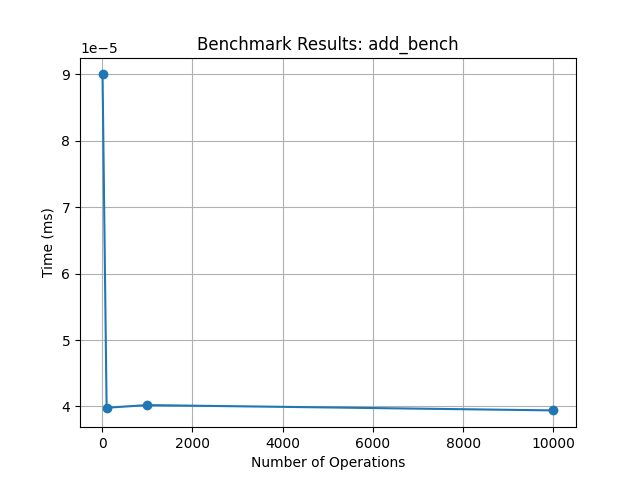 Benchmark Results: add_bench
1e−5
9
8
7
6
5
4
Time (ms)
0 2000 4000 6000 8000 10000
Number of Operations